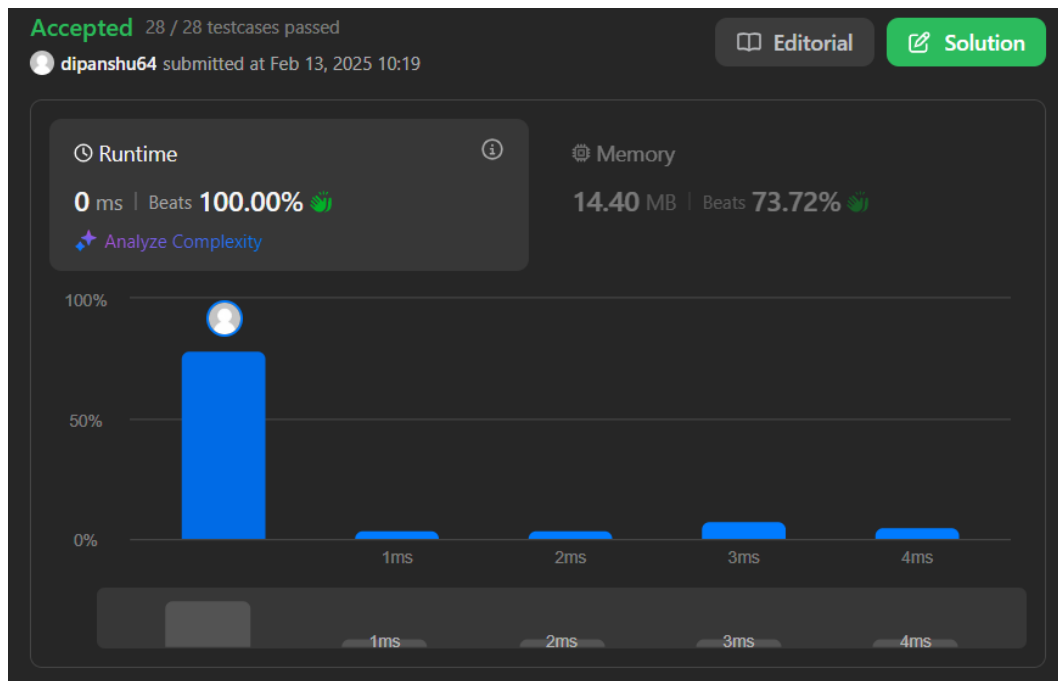 Accepted 28 / 28 testcases passed
Editorial
Solution
dipanshu64 submitted at Feb 13, 2025 10:19
Runtime
0 ms | Beats 100.00%
Analyze Complexity
Memory
14.40 MB | Beats 73.72%
100%
50%
0%
1ms 2ms 3ms 4ms
1ms 2ms 3ms 4ms